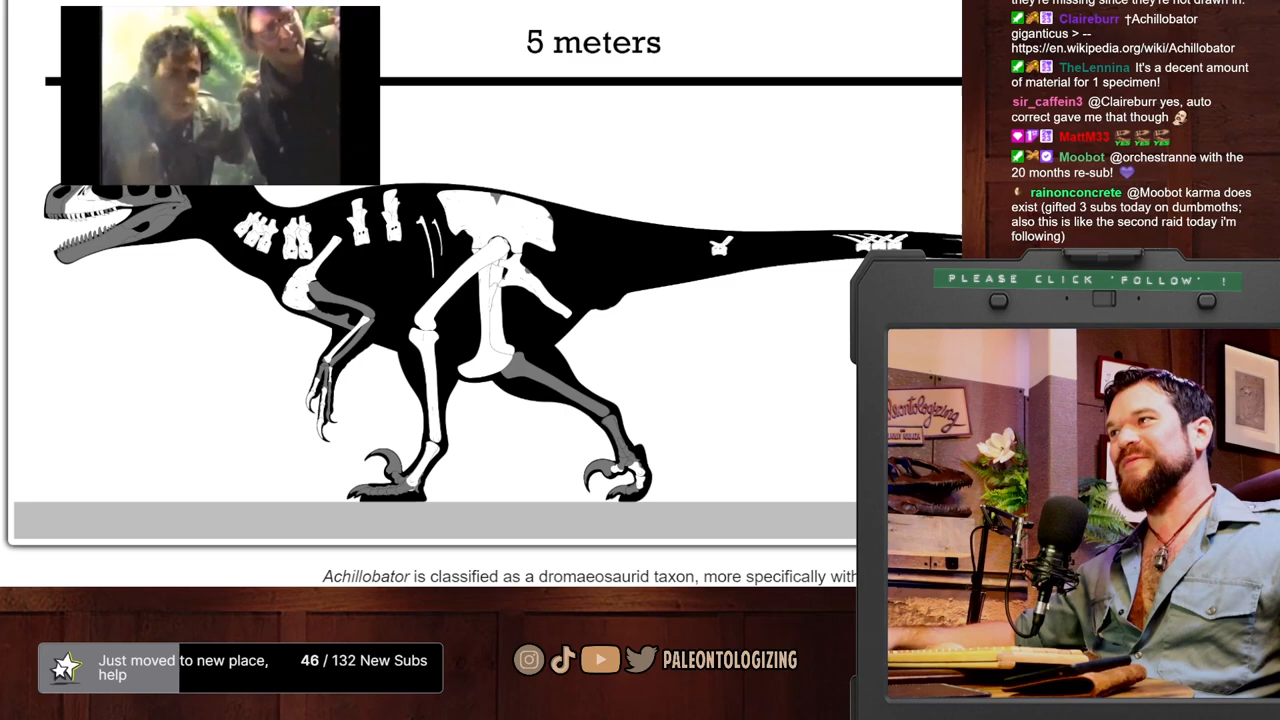 5 meters
they're missing since they're not drawn in.
Claireburr †Achillobator
giganticus > --
https://en.wikipedia.org/wiki/Achillobator
TheLennina It's a decent amount
of material for 1 specimen!
sir_caffein3 @Claireburr yes, auto
correct gave me that though
MattM33
Moobot @orchestranne with the
20 months re-sub! 💜
rainonconcrete @Moobot karma does
exist (gifted 3 subs today on dumbmoths;
also this is like the second raid today i'm
following)
PLEASE CLICK 'FOLLOW' !
Achillobator is classified as a dromaeosaurid taxon, more specifically with
Just moved to new place,
help
46 / 132 New Subs
PALEONTOLOGIZING